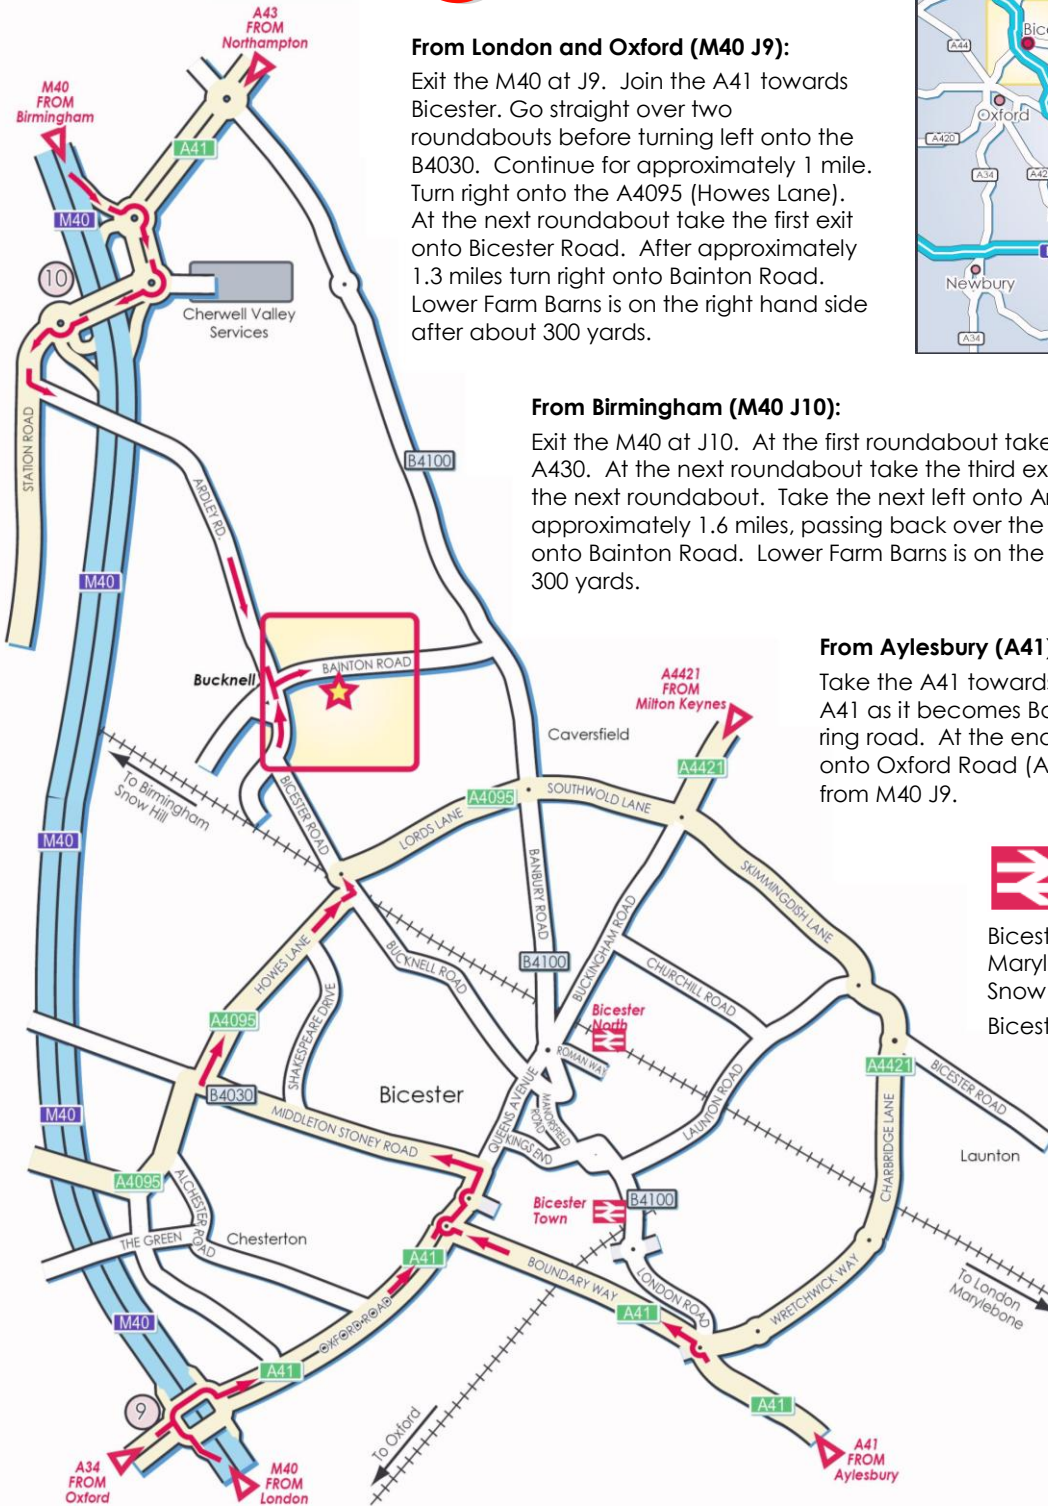 A43
FROM
Northampton
M40
FROM
Birmingham
A41
M40
10
Cherwell Valley
Services
STATION ROAD
ARDLEY RD.
B4100
M40
From London and Oxford (M40 J9):
Exit the M40 at J9. Join the A41 towards
Bicester. Go straight over two
roundabouts before turning left onto the
B4030. Continue for approximately 1 mile.
Turn right onto the A4095 (Howes Lane).
At the next roundabout take the first exit
onto Bicester Road. After approximately
1.3 miles turn right onto Bainton Road.
Lower Farm Barns is on the right hand side
after about 300 yards.
A44
Oxford
A420
A34
Newbury
A34
From Birmingham (M40 J10):
Exit the M40 at J10. At the first roundabout take
A430. At the next roundabout take the third ex
the next roundabout. Take the next left onto Ar
approximately 1.6 miles, passing back over the
onto Bainton Road. Lower Farm Barns is on the
300 yards.
From Aylesbury (A41)
Take the A41 towards
A41 as it becomes Bo
ring road. At the end
onto Oxford Road (A
from M40 J9.
Bucknell
BAINTON ROAD
A4421
FROM
Milton Keynes
Caversfield
A4421
To Birmingham
Snow Hill
BICESTER ROAD
A4095
SOUTHWOLD LANE
LORDS LANE
M40
BANBURY ROAD
SKIMMINGDISH LANE
HOWES LANE
BUCKNELL ROAD
B4100
BUCKINGHAM ROAD
CHURCHILL ROAD
Bicest
Maryl
Snow
Bicest
A4095
SHAKESPEARE DRIVE
Bicester
North
ROMAN WAY
B4030
Bicester
MIDDLETON STONEY ROAD
QUEENS AVENUE
MANORSFIELD
ROAD
KINGS END
LAUNTON ROAD
A4421
BICESTER ROAD
Launton
CHARBRIDGE LANE
M40
A4095
ALCHESTER ROAD
THE GREEN
Chesterton
Bicester
Town
B4100
A41
BOUNDARY WAY
LONDON ROAD
WRETCHWICK WAY
To London
Marylebone
M40
OXFORD ROAD
A41
A41
9
A41
To Oxford
A34
FROM
Oxford
M40
FROM
London
A41
FROM
Aylesbury